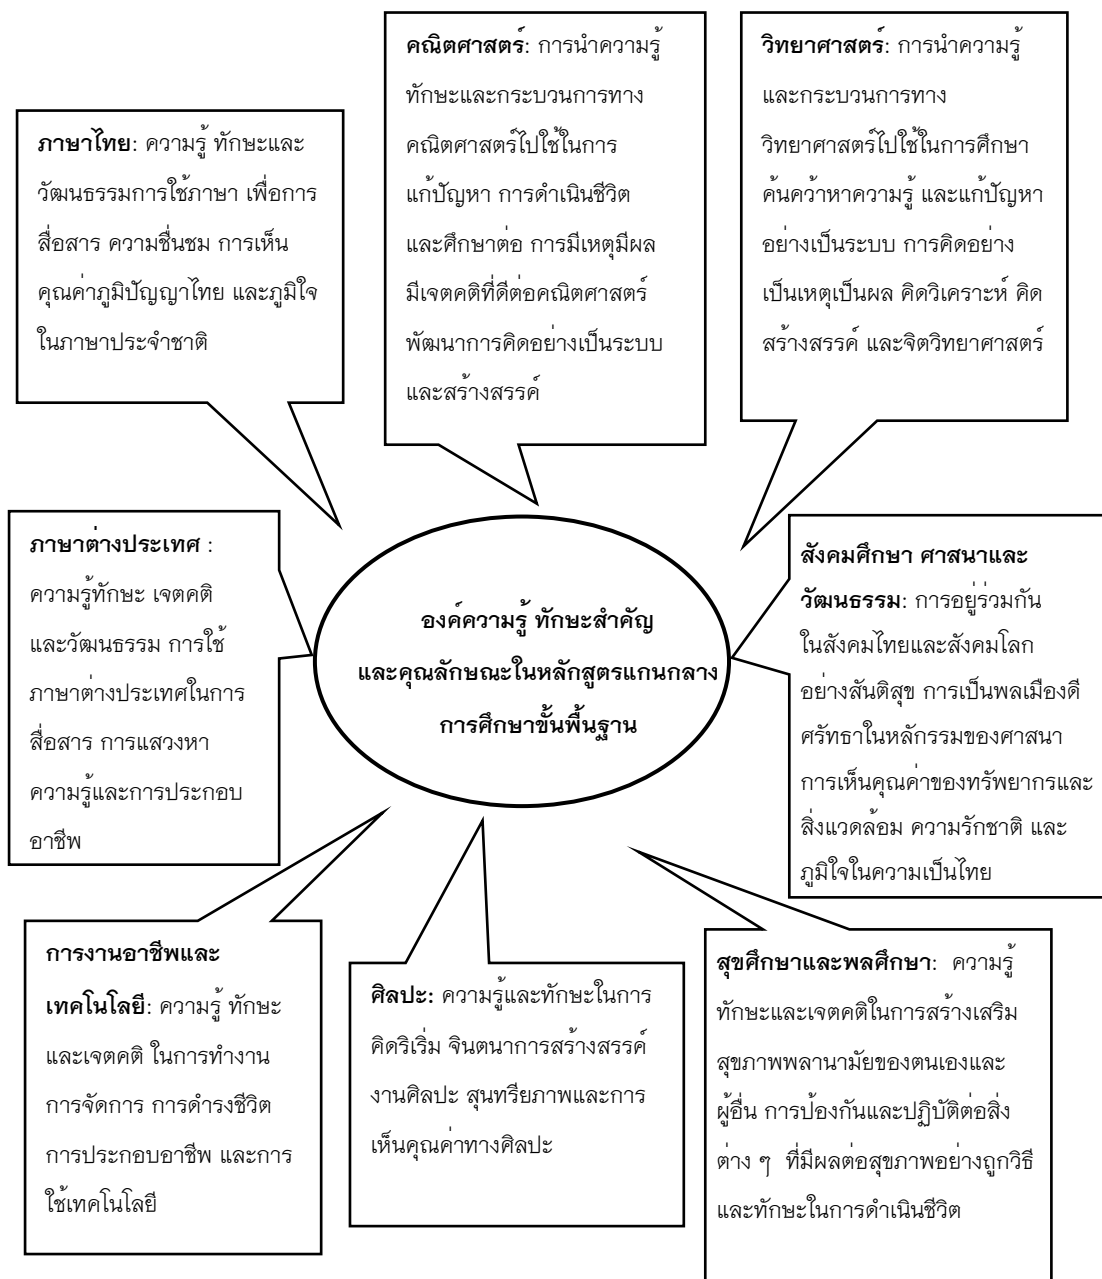 คณิตศาสตร์: การนำความรู้
ทักษะและกระบวนการทาง
คณิตศาสตร์ไปใช้ในการ
แก้ปัญหา การดำเนินชีวิต
และศึกษาต่อ การมีเหตุมีผล
มีเจตคติที่ดีต่อคณิตศาสตร์
พัฒนาการคิดอย่างเป็นระบบ
และสร้างสรรค์
วิทยาศาสตร์: การนำความรู้
และกระบวนการทาง
วิทยาศาสตร์ไปใช้ในการศึกษา
ค้นคว้าหาความรู้ และแก้ปัญหา
อย่างเป็นระบบ การคิดอย่าง
เป็นเหตุเป็นผล คิดวิเคราะห์ คิด
สร้างสรรค์ และจิตวิทยาศาสตร์
ภาษาไทย: ความรู้ ทักษะและ
วัฒนธรรมการใช้ภาษา เพื่อการ
สื่อสาร ความชื่นชม การเห็น
คุณค่าภูมิปัญญาไทย และภูมิใจ
ในภาษาประจำชาติ
ภาษาต่างประเทศ :
ความรู้ทักษะ เจตคติ
และวัฒนธรรม การใช้
ภาษาต่างประเทศในการ
สื่อสาร การแสวงหา
ความรู้และการประกอบ
อาชีพ
องค์ความรู้ ทักษะสำคัญ
และคุณลักษณะในหลักสูตรแกนกลาง
การศึกษาขั้นพื้นฐาน
สังคมศึกษา ศาสนาและ
วัฒนธรรม: การอยู่ร่วมกัน
ในสังคมไทยและสังคมโลก
อย่างสันติสุข การเป็นพลเมืองดี
ศรัทธาในหลักธรรมของศาสนา
การเห็นคุณค่าของทรัพยากรและ
สิ่งแวดล้อม ความรักชาติ และ
ภูมิใจในความเป็นไทย
การงานอาชีพและ
เทคโนโลยี: ความรู้ ทักษะ
และเจตคติ ในการทำงาน
การจัดการ การดำรงชีวิต
การประกอบอาชีพ และการ
ใช้เทคโนโลยี
ศิลปะ: ความรู้และทักษะในการ
คิดริเริ่ม จินตนาการสร้างสรรค์
งานศิลปะ สุนทรียภาพและการ
เห็นคุณค่าทางศิลปะ
สุขศึกษาและพลศึกษา: ความรู้
ทักษะและเจตคติในการสร้างเสริม
สุขภาพพลานามัยของตนเองและ
ผู้อื่น การป้องกันและปฏิบัติต่อสิ่ง
ต่าง ๆ ที่มีผลต่อสุขภาพอย่างถูกวิธี
และทักษะในการดำเนินชีวิต